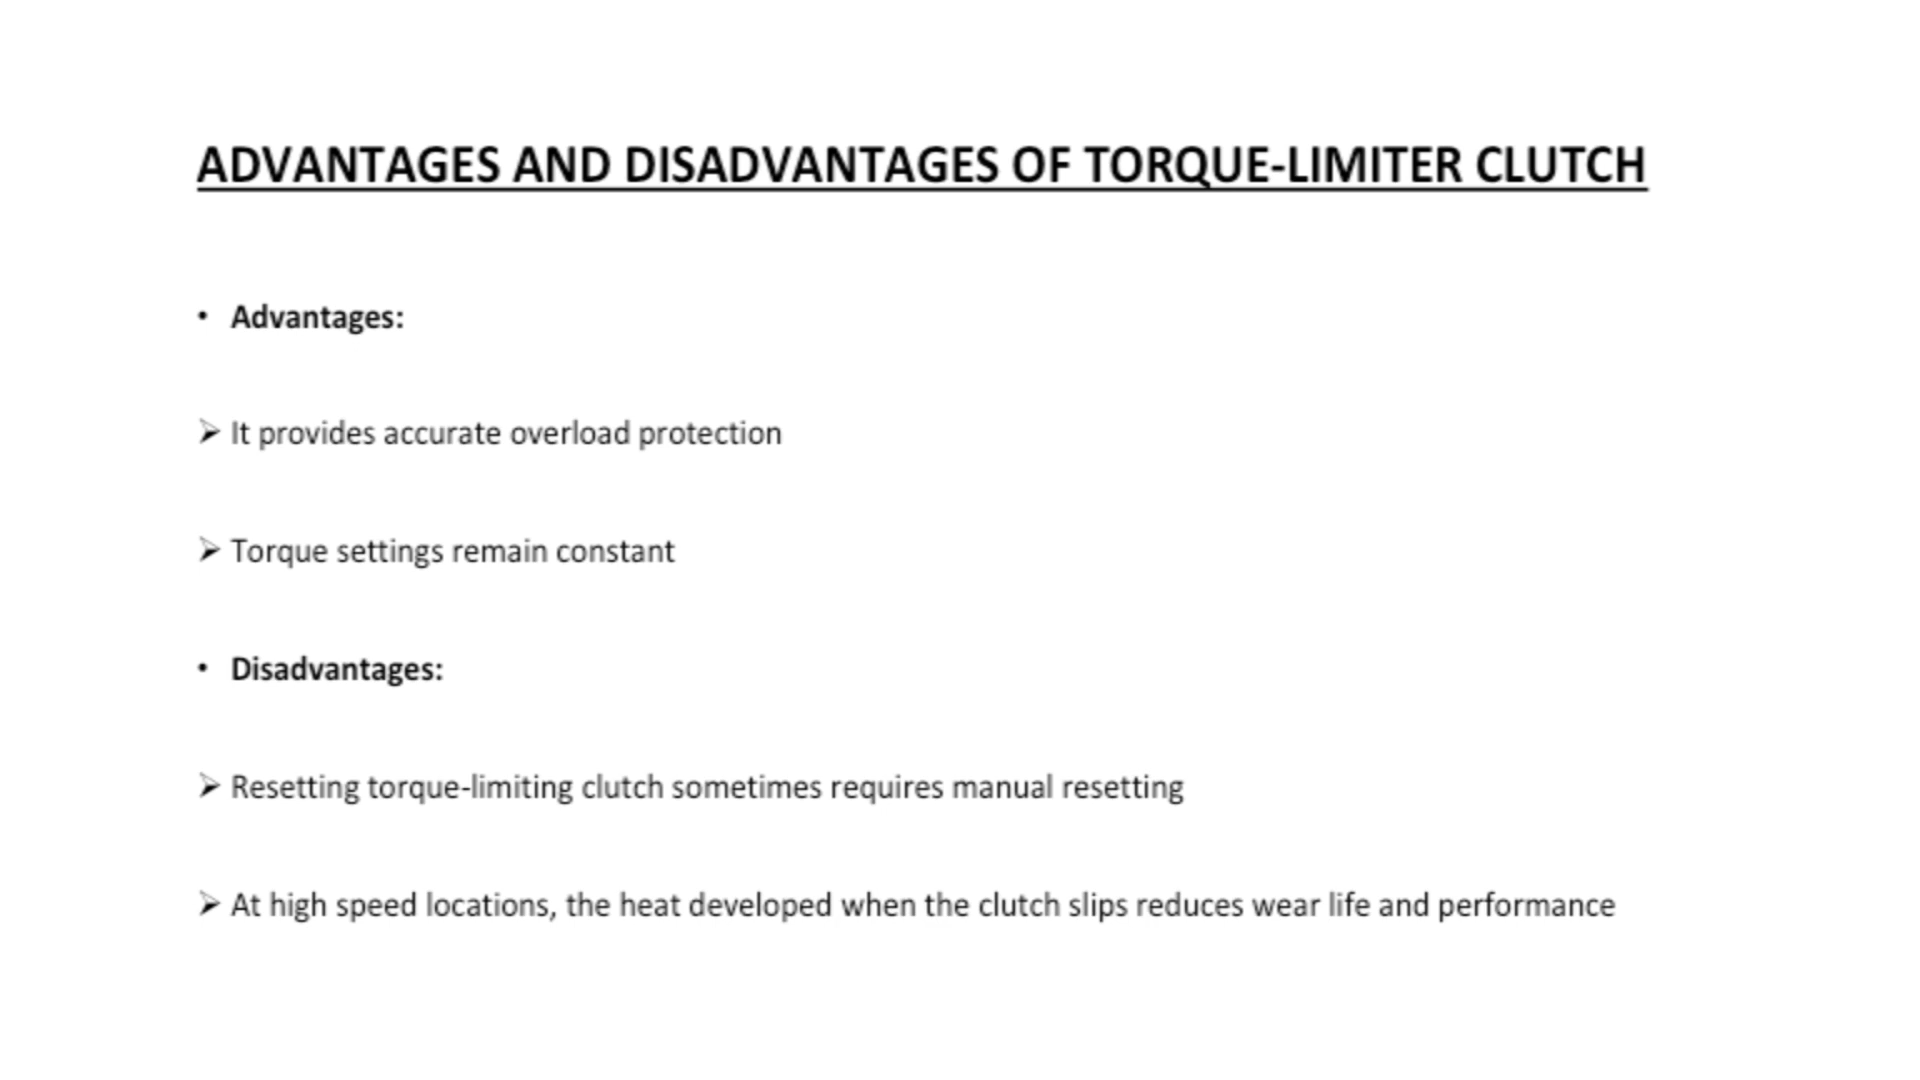 ADVANTAGES AND DISADVANTAGES OF TORQUE-LIMITER CLUTCH
• Advantages:
➢ It provides accurate overload protection
➢ Torque settings remain constant
• Disadvantages:
➢ Resetting torque-limiting clutch sometimes requires manual resetting
➢ At high speed locations, the heat developed when the clutch slips reduces wear life and performance